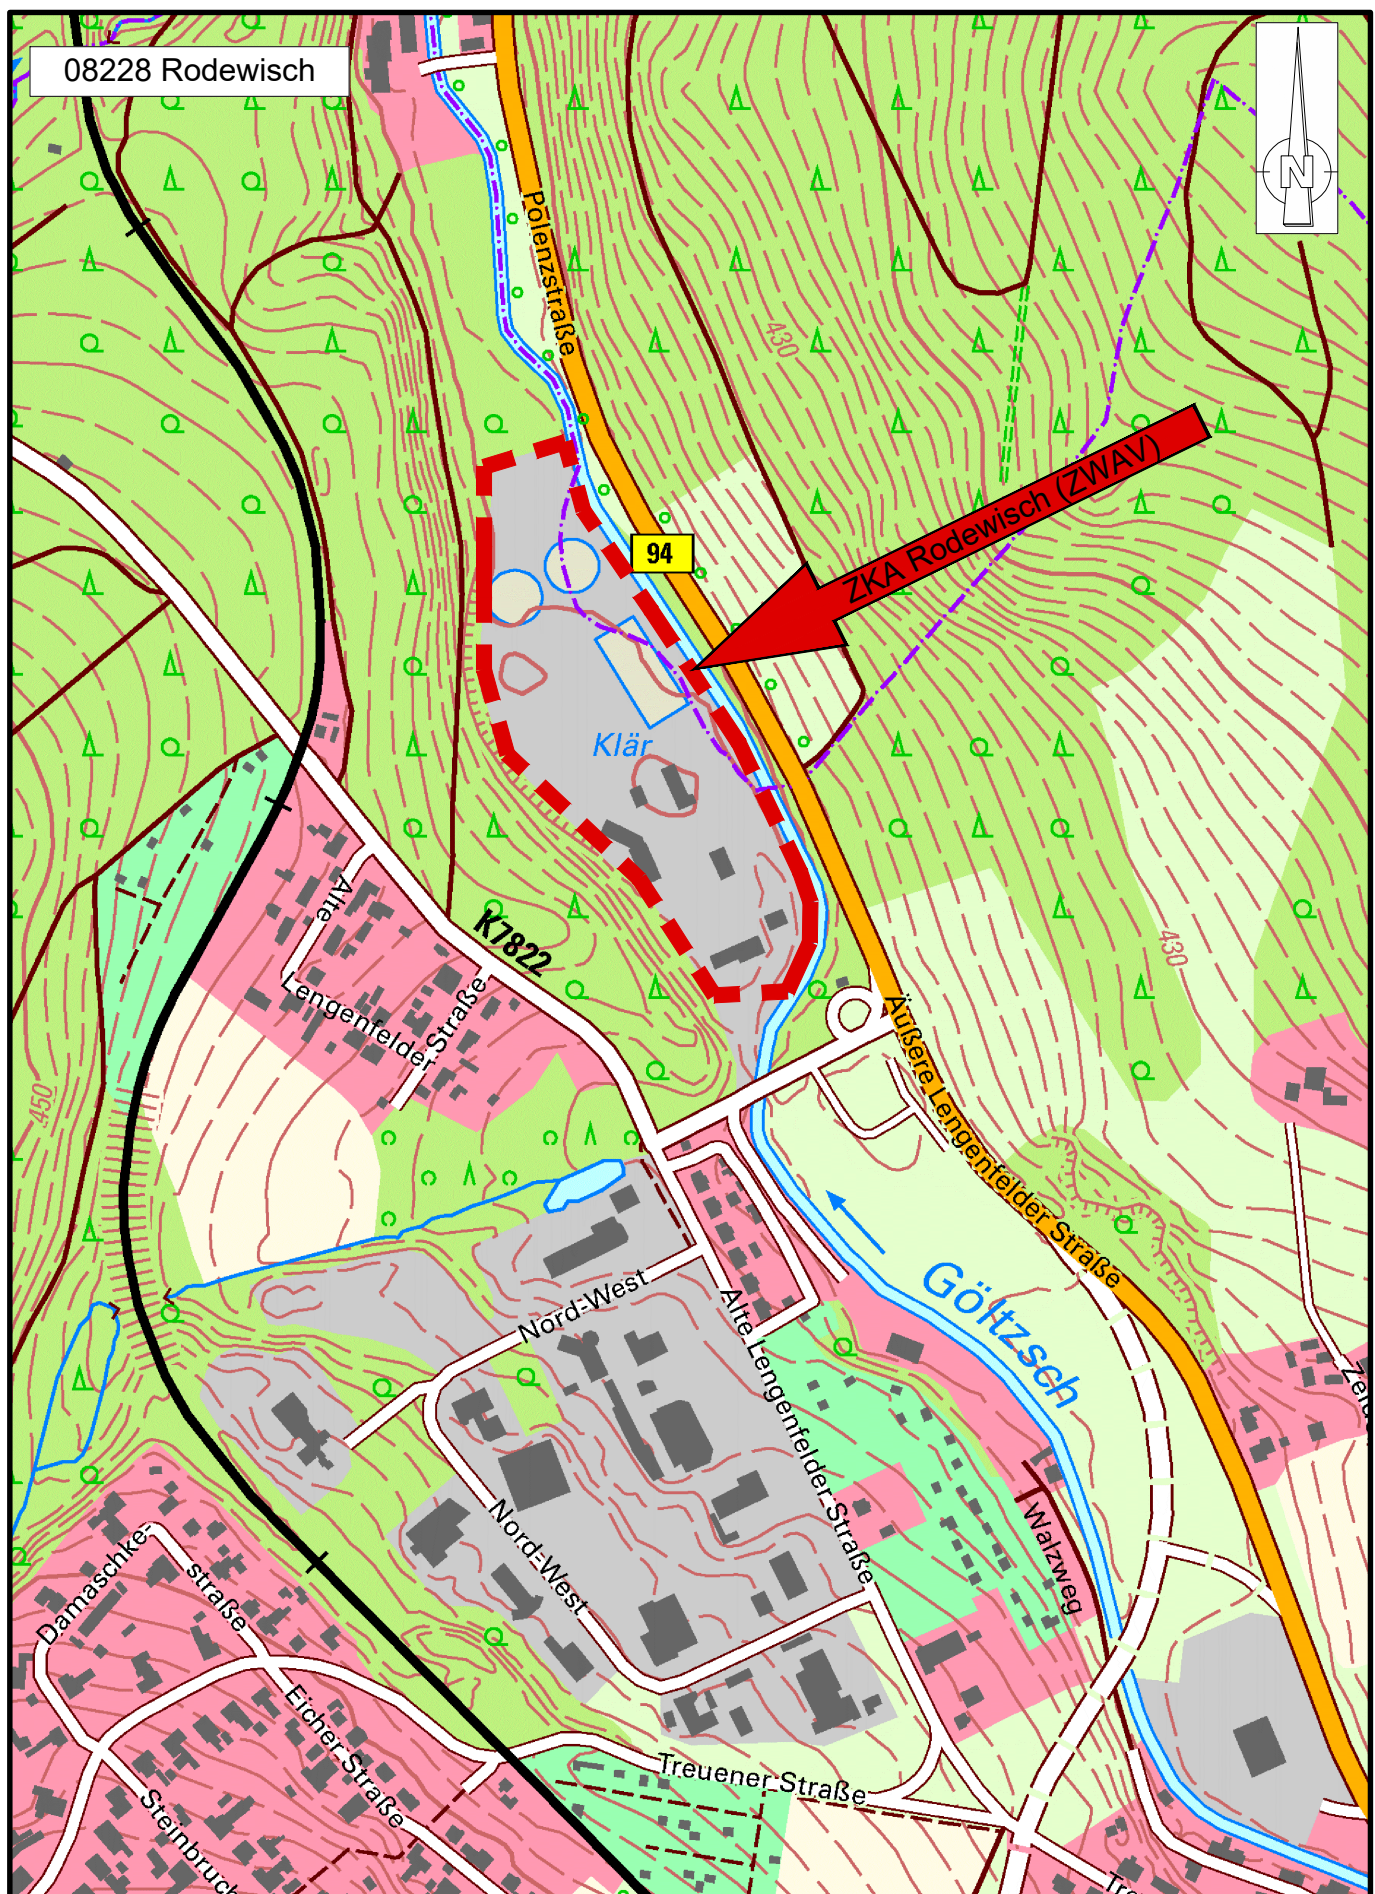 08228 Rodewisch
N
Polenzstraße
430
ZKA Rodewisch (ZWAV)
94
Klär
K7822
Alte
Lengenfelder
Straße
430
Äußere Lengenfelder Straße
450
Göltzsch
Nord-West
Alte Lengenfelder Straße
Nord-West
Walzweg
Damaschke-
straße
Eicher Straße
Steinbruch
Treuener Straße